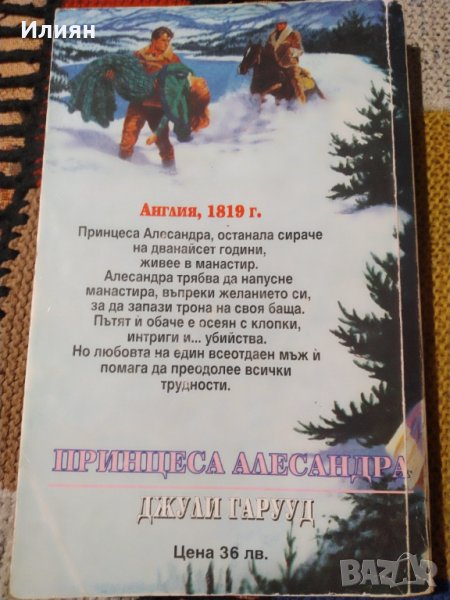 Илиян
Англия, 1819 г.
Принцеса Алесандра, останала сираче
на дванайсет години,
живее в манастир.
Алесандра трябва да напусне
манастира, въпреки желанието си,
за да запази трона на своя баща.
Пътят ѝ обаче е осеян с клопки,
интриги и... убийства.
Но любовта на един всеотдаен мъж ѝ
помага да преодолее всички
трудности.
ПРИНЦЕСА АЛЕСАНДРА
ДЖУЛИ ГАРУУД
Цена 36 лв.
BAZAR